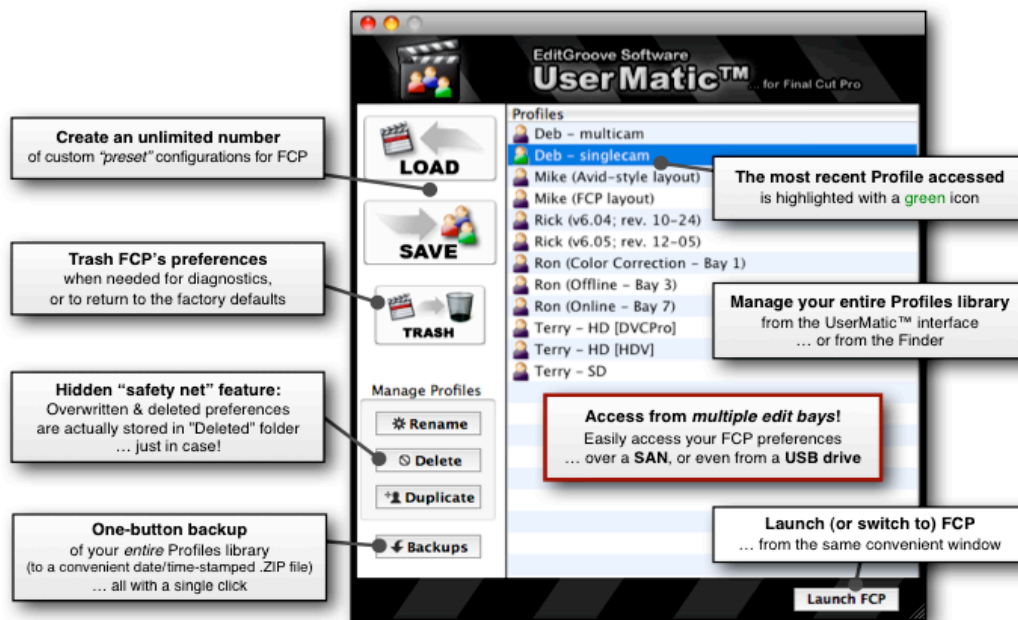 EditGroove Software
UserMatic™... for Final Cut Pro
Create an unlimited number
of custom "preset" configurations for FCP
Trash FCP's preferences
when needed for diagnostics,
or to return to the factory defaults
Hidden “safety net” feature:
Overwritten & deleted preferences
are actually stored in "Deleted" folder
... just in case!
One-button backup
of your entire Profiles library
(to a convenient date/time-stamped .ZIP file)
... all with a single click
LOAD
SAVE
TRASH
Manage Profiles
Rename
Delete
Duplicate
Backups
Profiles
Deb – multicam
Deb – singlecam
Mike (Avid-style layout)
Mike (FCP layout)
Rick (v6.04; rev. 10-24)
Rick (v6.05; rev. 12-05)
Ron (Color Correction – Bay 1)
Ron (Offline – Bay 3)
Ron (Online – Bay 7)
Terry – HD [DVCPro]
Terry – HD [HDV]
Terry – SD
The most recent Profile accessed
is highlighted with a green icon
Manage your entire Profiles library
from the UserMatic™ interface
... or from the Finder
Access from multiple edit bays!
Easily access your FCP preferences
... over a SAN, or even from a USB drive
Launch (or switch to) FCP
... from the same convenient window
Launch FCP